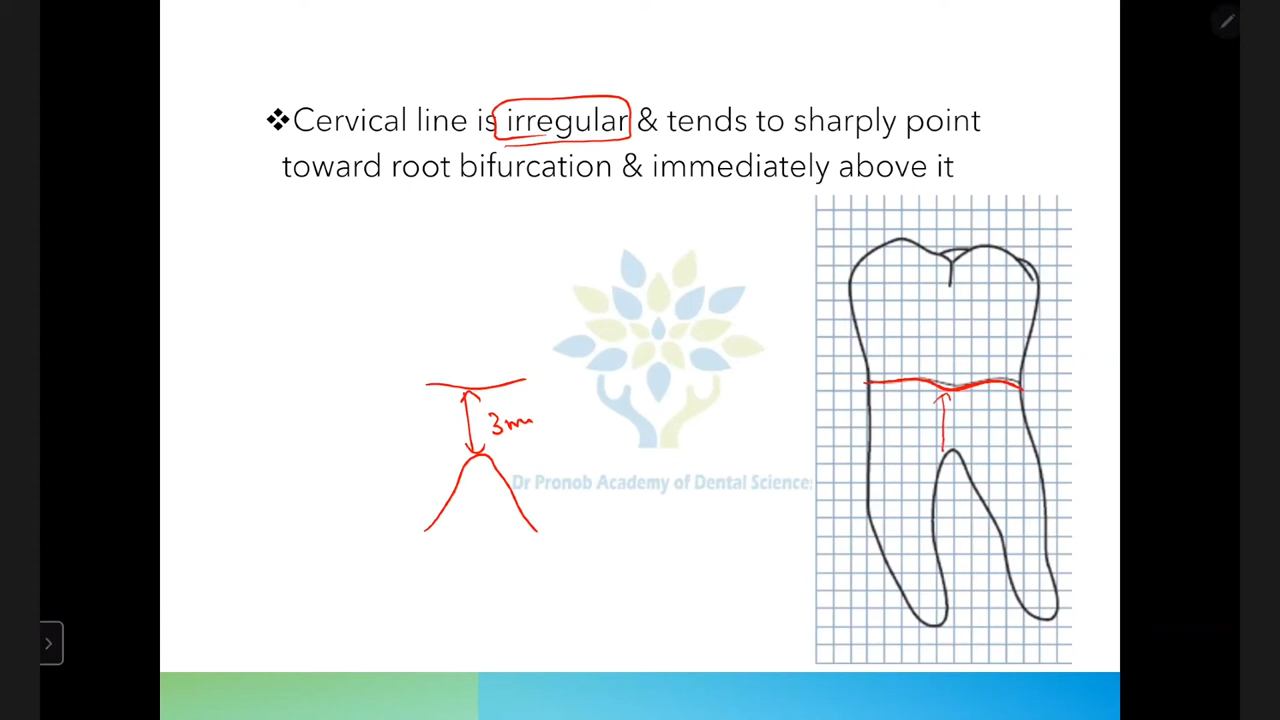 ❖Cervical line is irregular & tends to sharply point
toward root bifurcation & immediately above it
3mm
Dr Pronob Academy of Dental Sciences